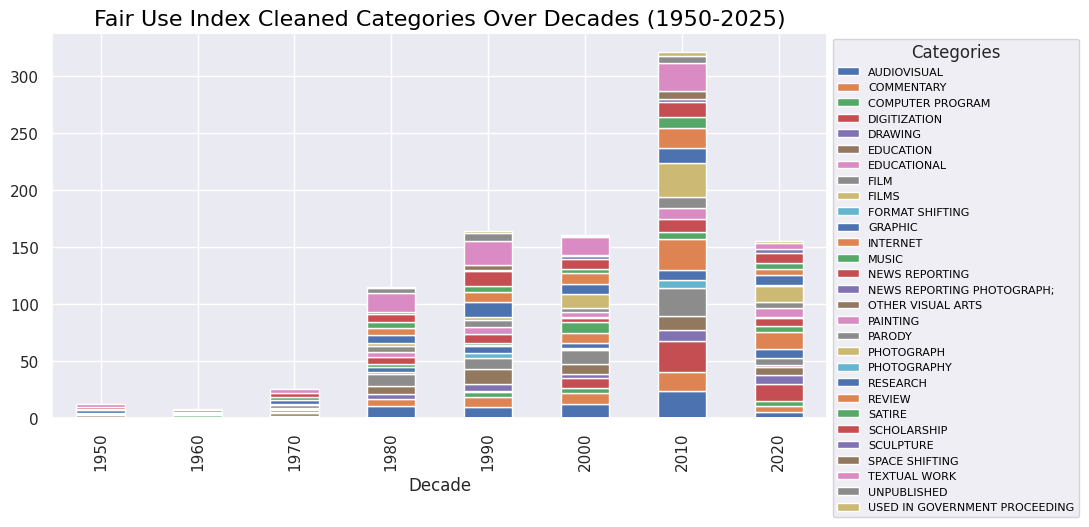 Fair Use Index Cleaned Categories Over Decades (1950-2025)
300
250
200
150
100
50
0
1950
1960
1970
1980
1990
2000
2010
2020
Decade
Categories
AUDIOVISUAL
COMMENTARY
COMPUTER PROGRAM
DIGITIZATION
DRAWING
EDUCATION
EDUCATIONAL
FILM
FILMS
FORMAT SHIFTING
GRAPHIC
INTERNET
MUSIC
NEWS REPORTING
NEWS REPORTING PHOTOGRAPH;
OTHER VISUAL ARTS
PAINTING
PARODY
PHOTOGRAPH
PHOTOGRAPHY
RESEARCH
REVIEW
SATIRE
SCHOLARSHIP
SCULPTURE
SPACE SHIFTING
TEXTUAL WORK
UNPUBLISHED
USED IN GOVERNMENT PROCEEDING